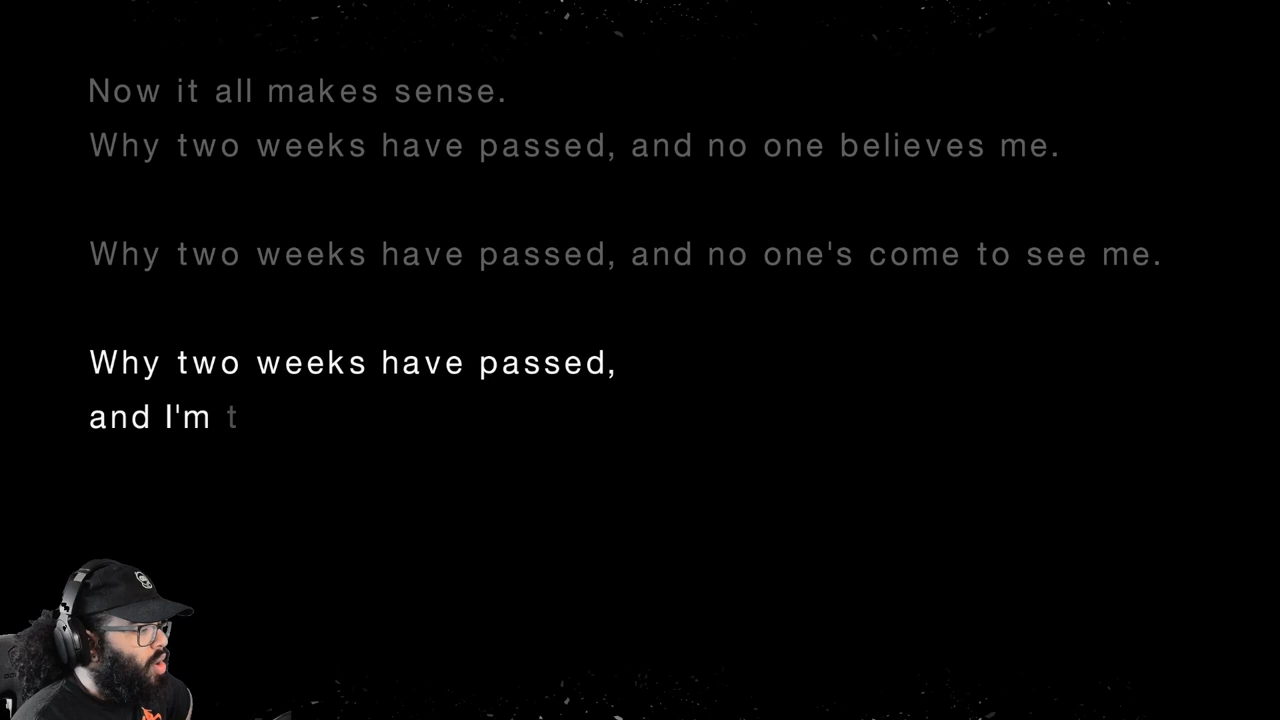 Now it all makes sense.
Why two weeks have passed, and no one believes me.
Why two weeks have passed, and no one's come to see me.
Why two weeks have passed,
and I'm t